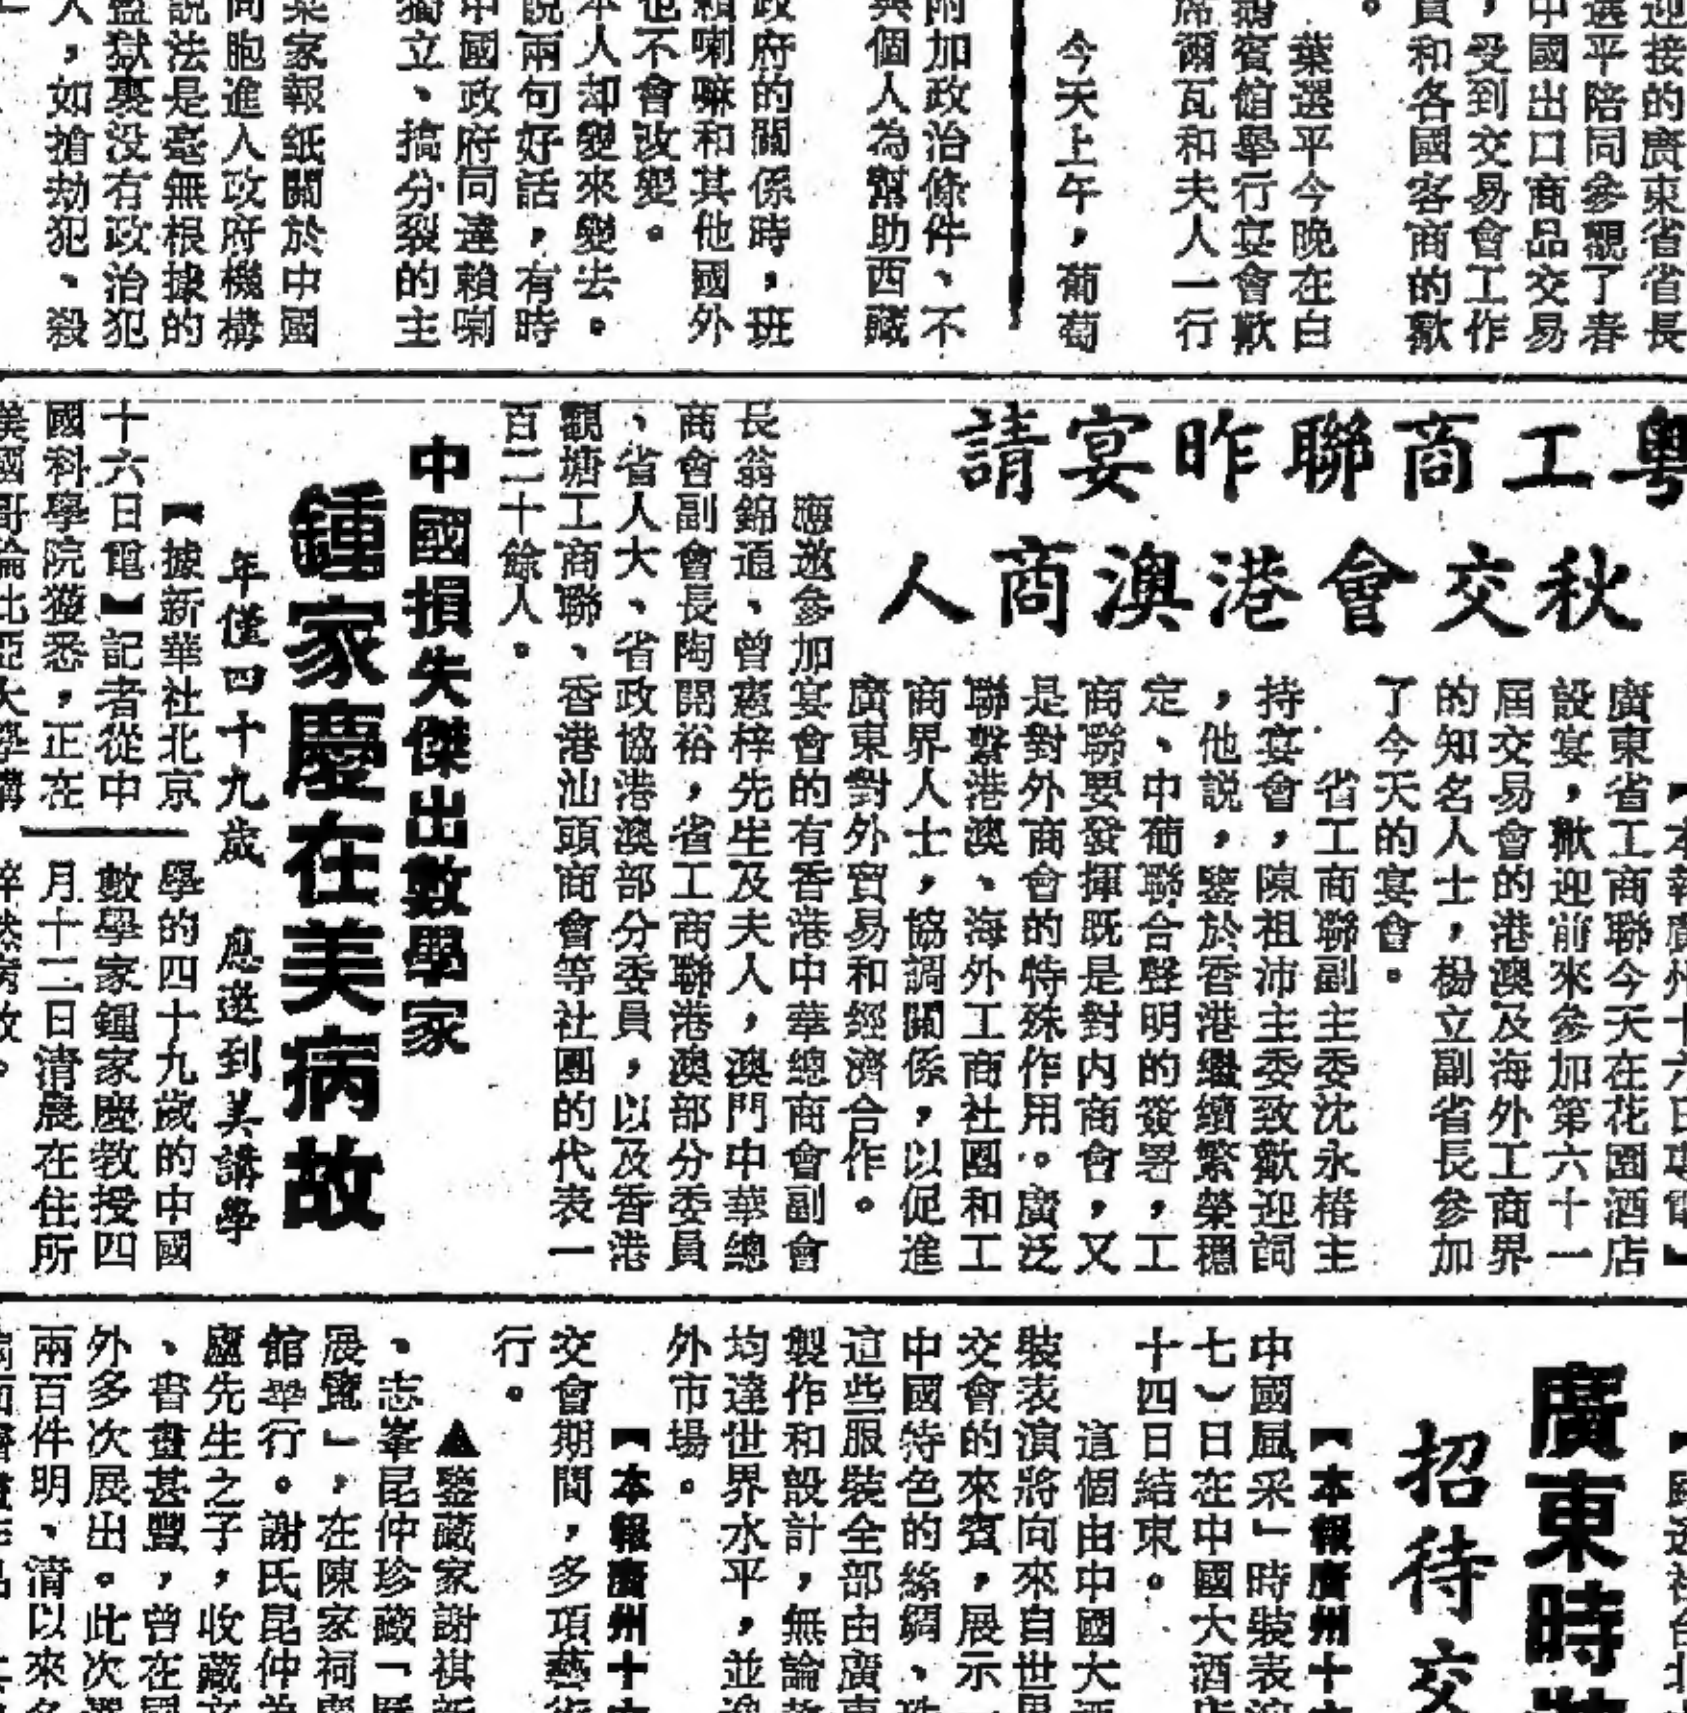 迎接的廣東省省長
選平陪同參觀了春
中國出口商品交易
，受到交易會工作
員和各國客商的歡
。
葉選平今晚在白
鵝賓館舉行宴會歡
席爾瓦和夫人一行
今天上午，葡萄
附加政治條件、不
與個人為幫助西藏
政府的關係時，班
賴喇嘛和其他國外
他不會改變。
本人却變來變去。
說兩句好話，有時
中國政府同達賴喇
獨立、搞分裂的主
菜家報紙關於中國
同胞進入政府機構
說法是毫無根據的
監獄裏没有政治犯
人，如搶劫犯、殺
粵工商聯昨宴請
秋交會港澳商人
【本報廣州十六日專電】
廣東省工商聯今天在花園酒店
設宴，歡迎前來參加第六十一
屆交易會的港澳及海外工商界
的知名人士，楊立副省長參加
了今天的宴會。
省工商聯副主委沈永椿主
持宴會，陳祖沛主委致歡迎詞
，他説，鑒於香港繼續繁榮穩
定、中葡聯合聲明的簽署，工
商聯要發揮既是對内商會，又
是對外商會的特殊作用。廣泛
聯繫港澳、海外工商社團和工
商界人士，協調關係，以促進
廣東對外貿易和經濟合作。
應邀參加宴會的有香港中華總商會副會
長翁錦通、曾憲梓先生及夫人，澳門中華總
商會副會長陶開裕，省工商聯港澳部分委員
、省人大、省政協港澳部分委員，以及香港
觀塘工商聯、香港汕頭商會等社團的代表一
百二十餘人。
中國損失傑出數學家
鍾家慶在美病故
年僅四十九歲　應邀到美講學
【據新華社北京
十六日電】記者從中
國科學院獲悉，正在
美國哥倫比亞大學講
學的四十九歲的中國
數學家鍾家慶教授四
月十二日清晨在住所
猝然病故。
廣東時裝
招待交
【本報廣州十六
中國風采」時裝表演
七）日在中國大酒店
十四日結束。
這個由中國大酒
裝表演將向來自世界
交會的來賓，展示一
中國特色的絲綢、珠
這些服裝全部由廣東
製作和設計，無論
均達世界水平，並
外市場。
【本報廣州十六
交會期間，多項藝術
行。
▲鑒藏家謝祺新
、志峯昆仲珍藏「歷
展覽」，在陳家祠
館舉行。謝氏昆仲為
盧先生之子，收藏文
、書畫甚豐，曾在國
外多次展出。此次選
兩百件明、清以來名